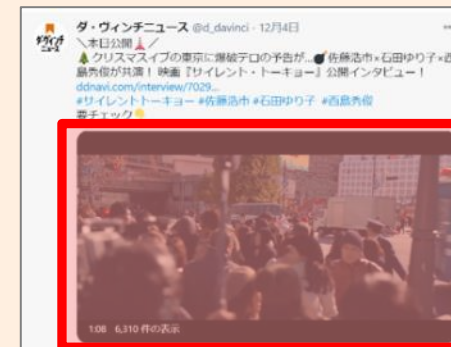 ダ・ヴィンチニュース @d_davinci · 12月4日
＼本日公開🗼／
🎄クリスマスイブの東京に爆破テロの予告が...💣佐藤浩市×石田ゆり子×西
島秀俊が共演！ 映画『サイレント・トーキョー』公開インタビュー！
ddnavi.com/interview/7029...
#サイレントトーキョー #佐藤浩市 #石田ゆり子 #西島秀俊
要チェック👇
1:08 6,310 件の表示